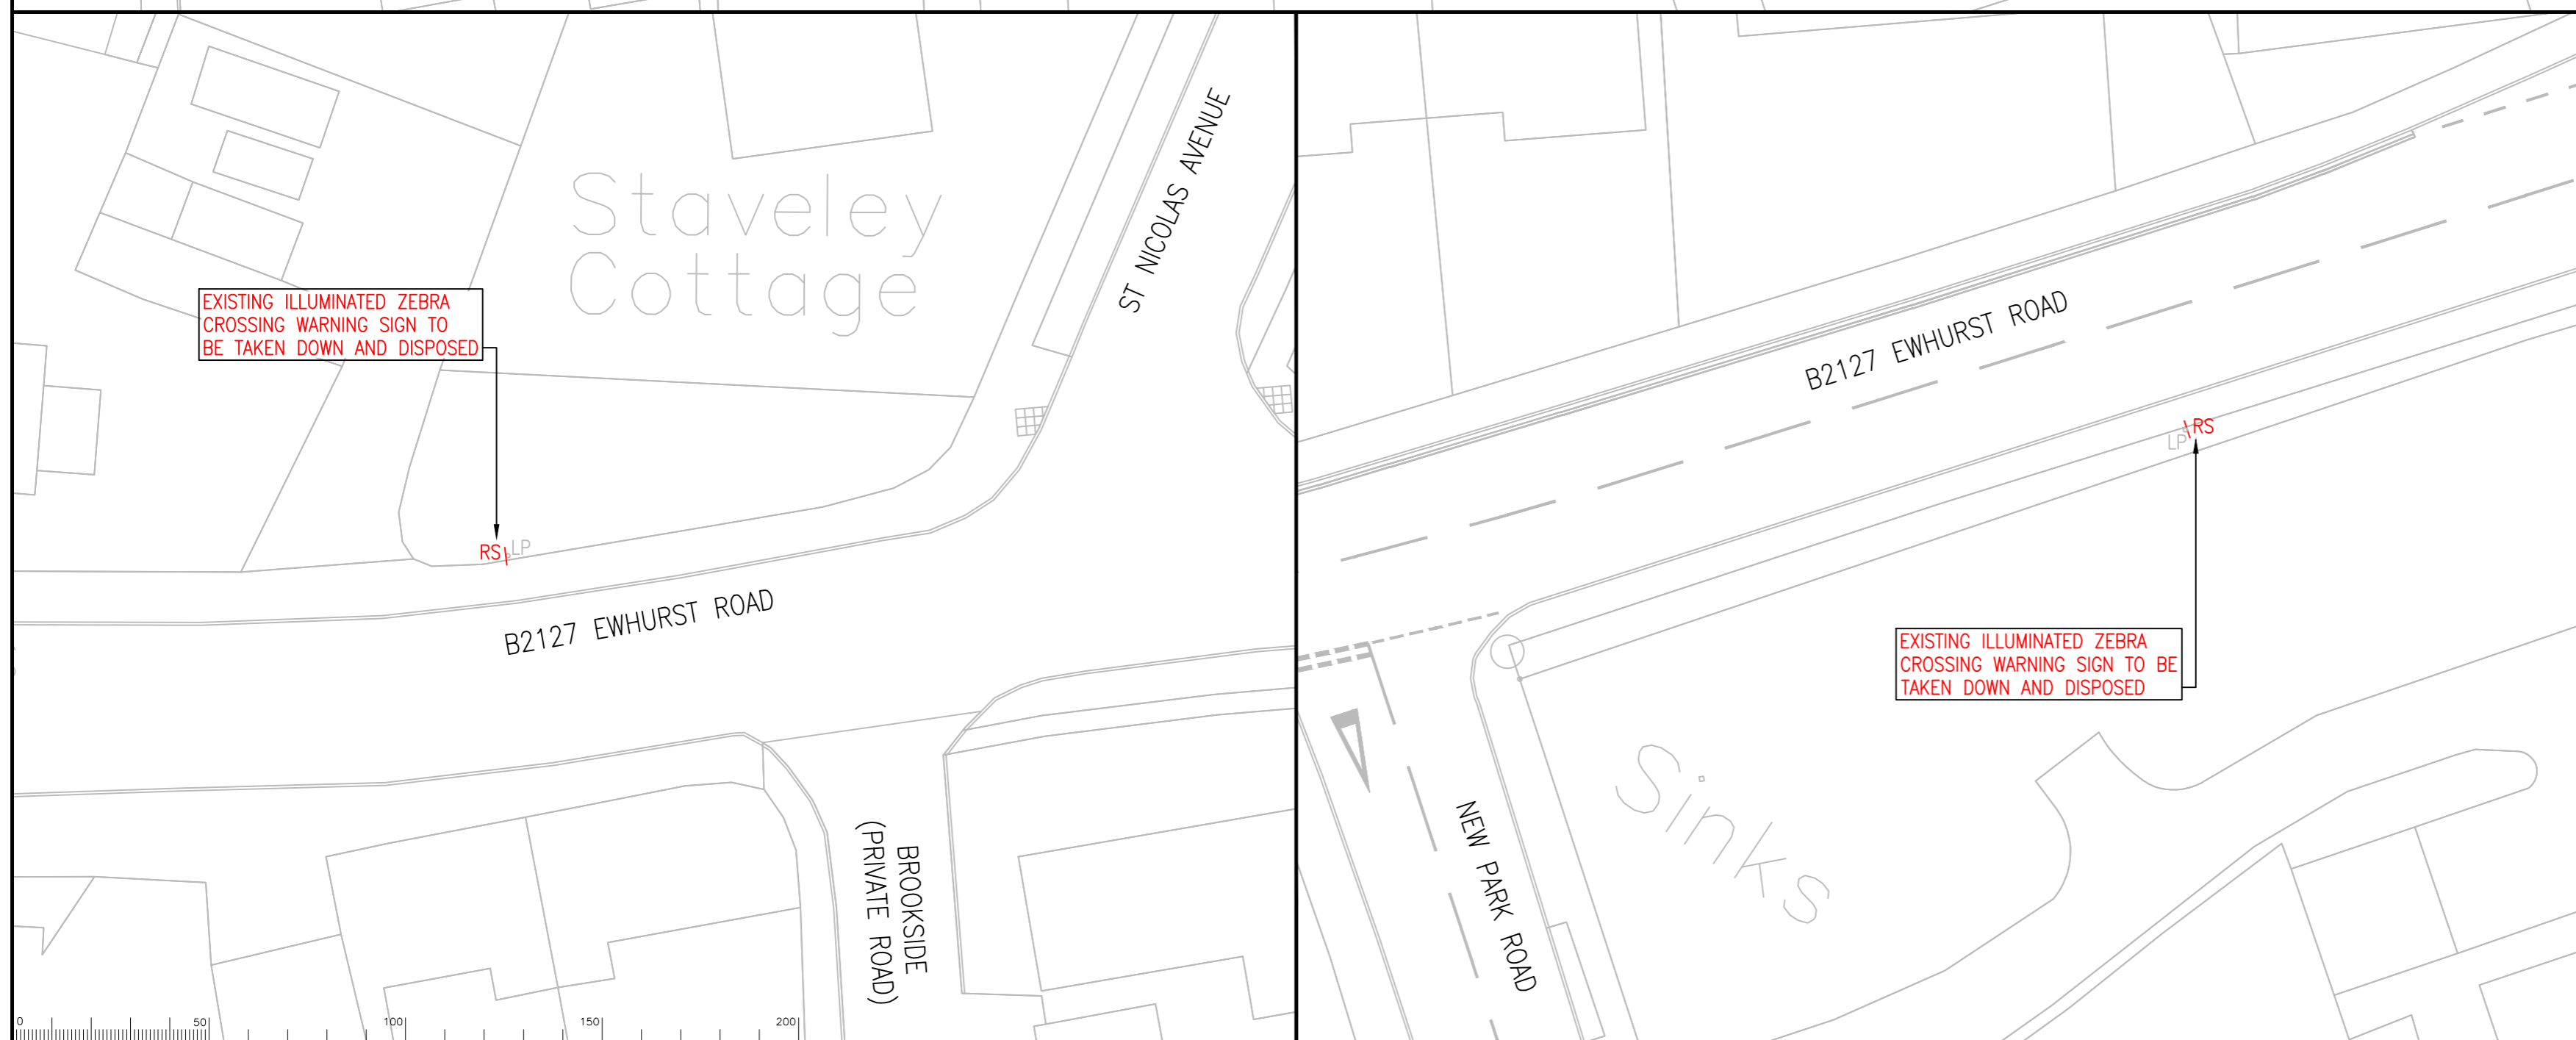 Staveley
Cottage
ST NICOLAS AVENUE
EXISTING ILLUMINATED ZEBRA
CROSSING WARNING SIGN TO
BE TAKEN DOWN AND DISPOSED
RS
LP
B2127 EWHURST ROAD
BROOKSIDE
(PRIVATE ROAD)
0
50
100
150
200
B2127 EWHURST ROAD
RS
LP
EXISTING ILLUMINATED ZEBRA
CROSSING WARNING SIGN TO BE
TAKEN DOWN AND DISPOSED
Sinks
NEW PARK ROAD